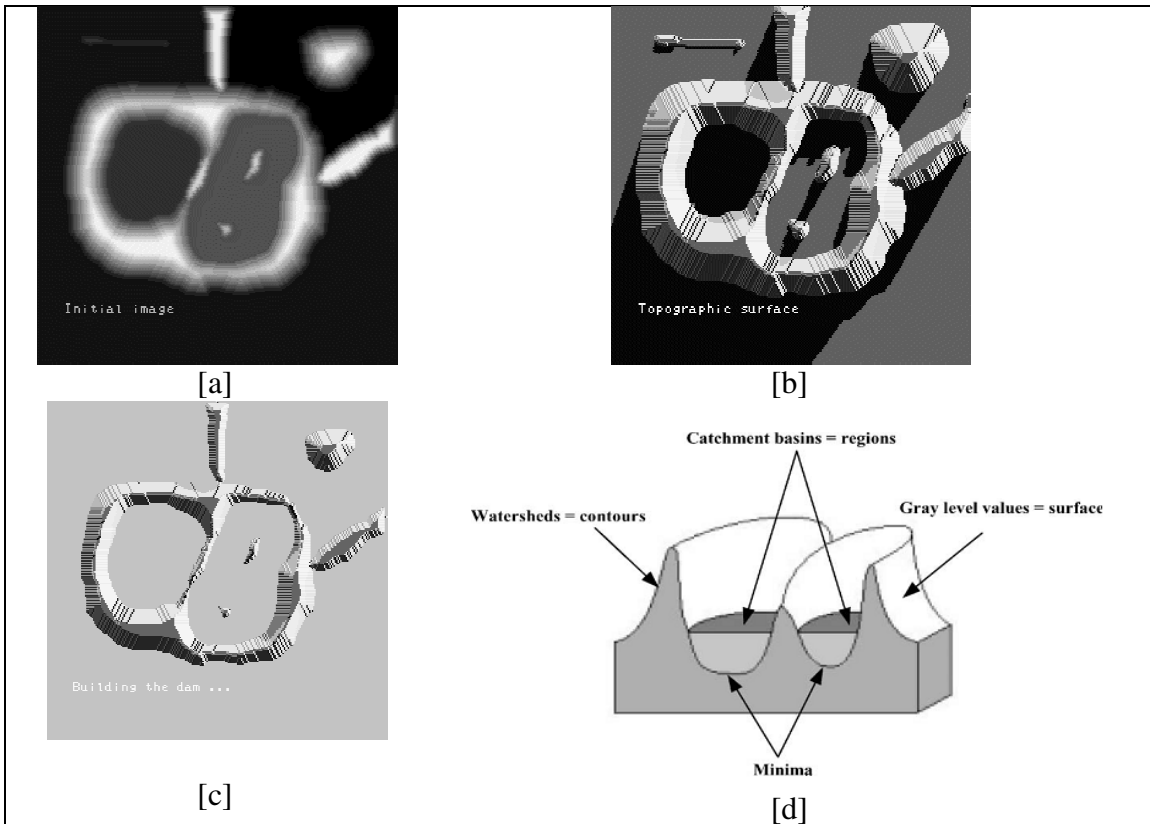 Initial image
[a]
Topographic surface
[b]
Building the dam ...
[c]
Catchment basins = regions
Watersheds = contours
Gray level values = surface
Minima
[d]